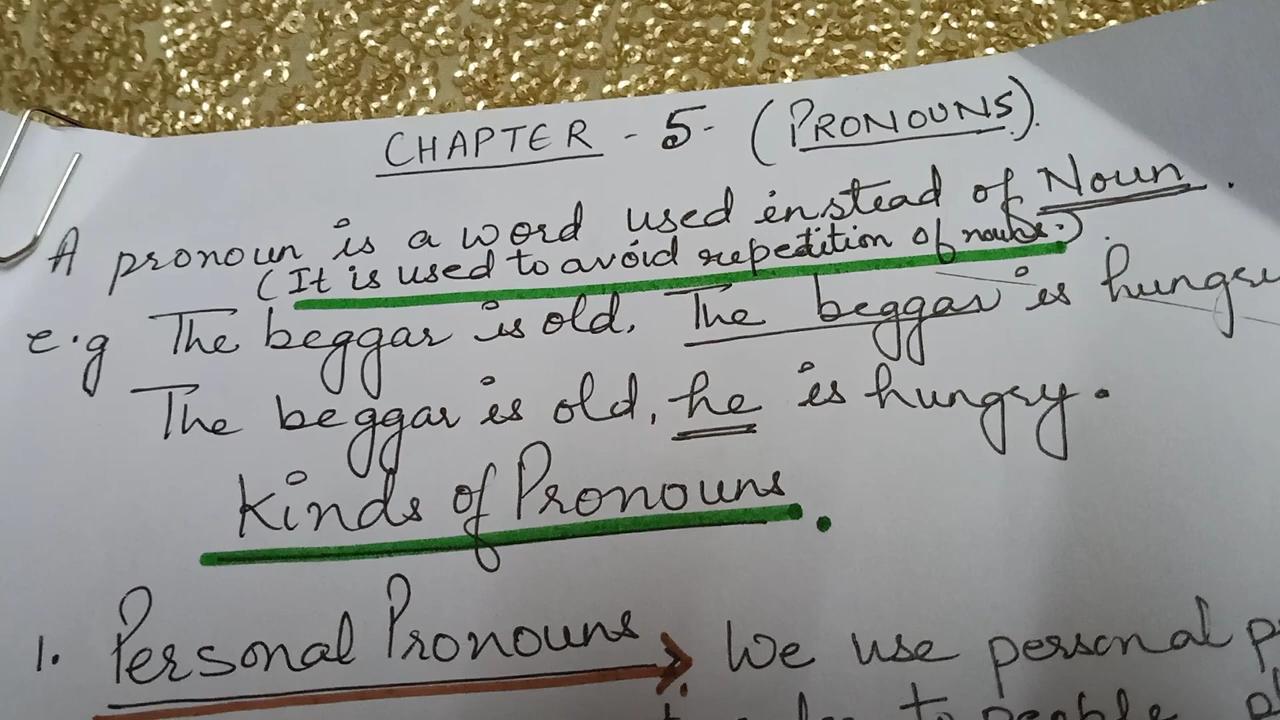 CHAPTER - 5. (PRONOUNS).
A pronoun is a word used instead of Noun.
(It is used to avoid repetition of nouns.).
e.g The beggar is old. The beggar is
The beggar is old, he is hungry.
Kinds of Pronouns.
1. Personal Pronouns → We use personal
to people